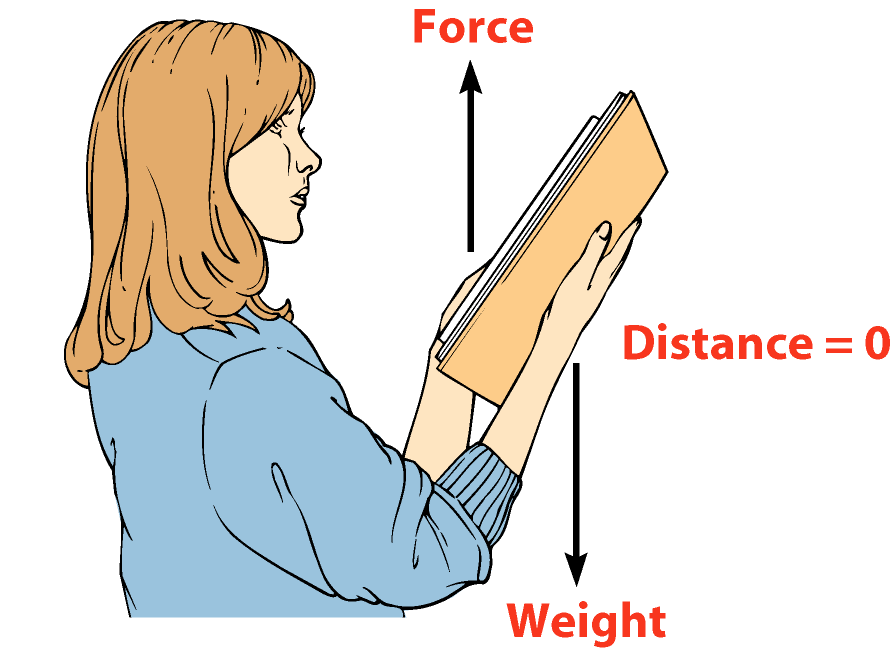 Force
Distance = 0
Weight